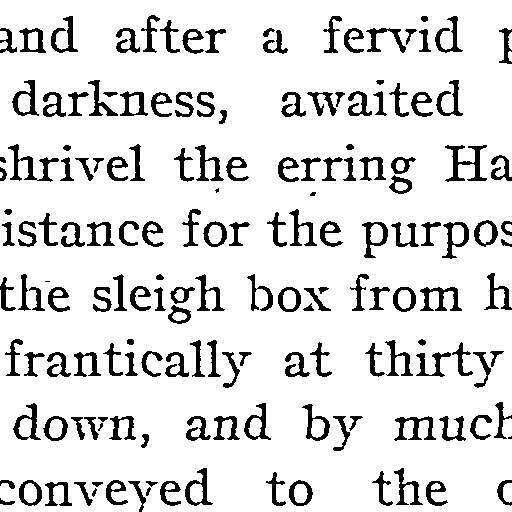 and after a fervid p
darkness, awaited
shrivel the erring Ha
istance for the purpos
the sleigh box from h
frantically at thirty
down, and by much
conveyed to the